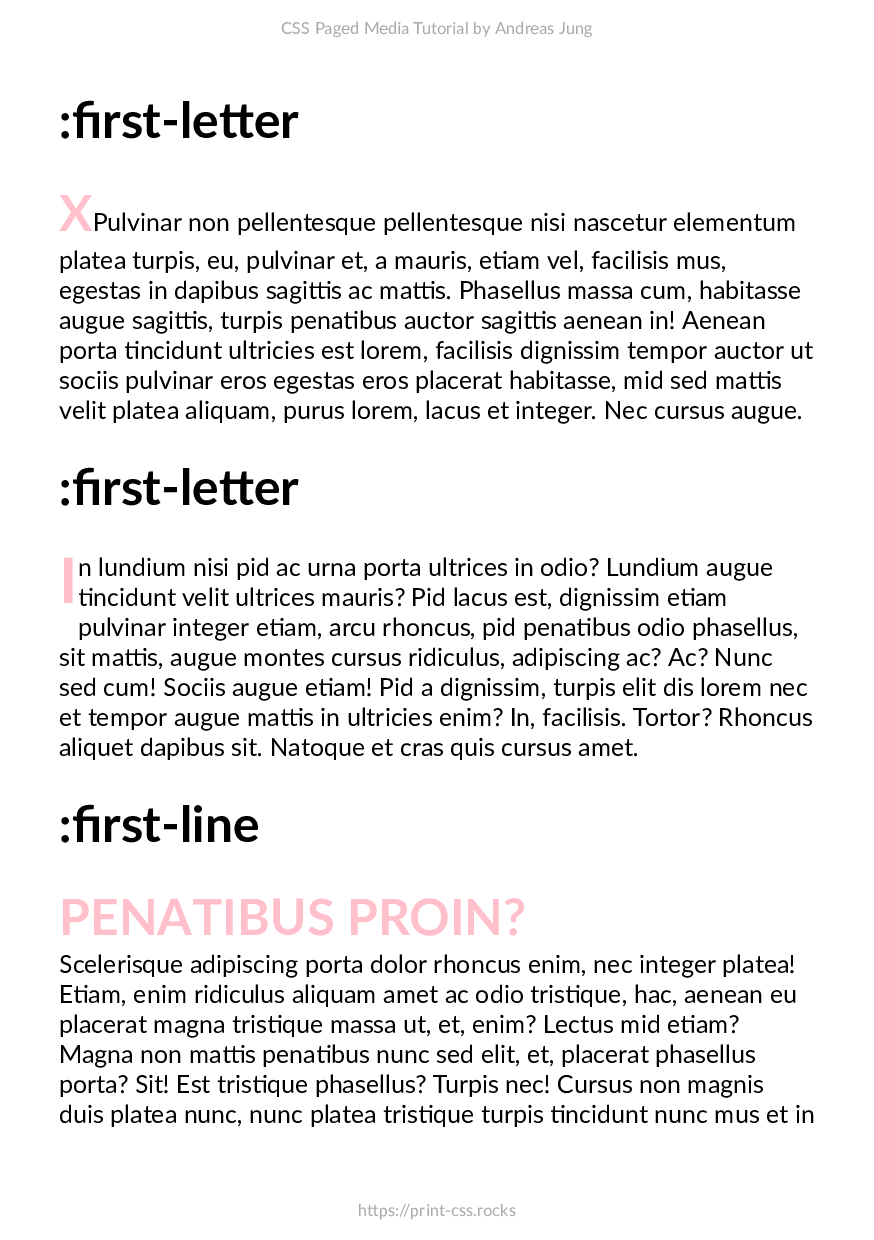 CSS Paged Media Tutorial by Andreas Jung
:first-letter
XPulvinar non pellentesque pellentesque nisi nascetur elementum
platea turpis, eu, pulvinar et, a mauris, etiam vel, facilisis mus,
egestas in dapibus sagittis ac mattis. Phasellus massa cum, habitasse
augue sagittis, turpis penatibus auctor sagittis aenean in! Aenean
porta tincidunt ultricies est lorem, facilisis dignissim tempor auctor ut
sociis pulvinar eros egestas eros placerat habitasse, mid sed mattis
velit platea aliquam, purus lorem, lacus et integer. Nec cursus augue.
:first-letter
In lundium nisi pid ac urna porta ultrices in odio? Lundium augue
tincidunt velit ultrices mauris? Pid lacus est, dignissim etiam
pulvinar integer etiam, arcu rhoncus, pid penatibus odio phasellus,
sit mattis, augue montes cursus ridiculus, adipiscing ac? Ac? Nunc
sed cum! Sociis augue etiam! Pid a dignissim, turpis elit dis lorem nec
et tempor augue mattis in ultricies enim? In, facilisis. Tortor? Rhoncus
aliquet dapibus sit. Natoque et cras quis cursus amet.
:first-line
PENATIBUS PROIN?
Scelerisque adipiscing porta dolor rhoncus enim, nec integer platea!
Etiam, enim ridiculus aliquam amet ac odio tristique, hac, aenean eu
placerat magna tristique massa ut, et, enim? Lectus mid etiam?
Magna non mattis penatibus nunc sed elit, et, placerat phasellus
porta? Sit! Est tristique phasellus? Turpis nec! Cursus non magnis
duis platea nunc, nunc platea tristique turpis tincidunt nunc mus et in
https://print-css.rocks